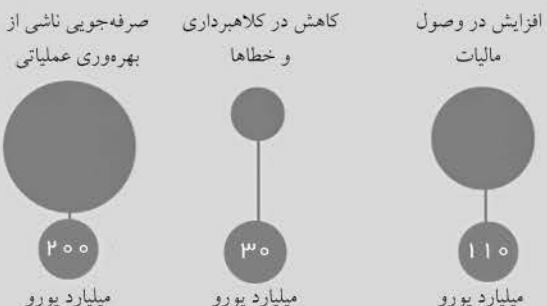 افزایش در وصول
مالیات
۱۱۰
میلیارد یورو
کاهش در کلاهبرداری
و خطاها
۳۰
میلیارد یورو
صرفه‌جویی ناشی از
بهره‌وری عملیاتی
۲۰۰
میلیارد یورو